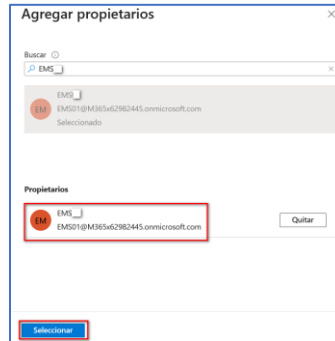 Agregar propietarios
Buscar
EMS
EMS
EM
EMS01@M365x62982445.onmicrosoft.com
Seleccionado
Propietarios
EMS
EM
EMS01@M365x62982445.onmicrosoft.com
Quitar
Seleccionar